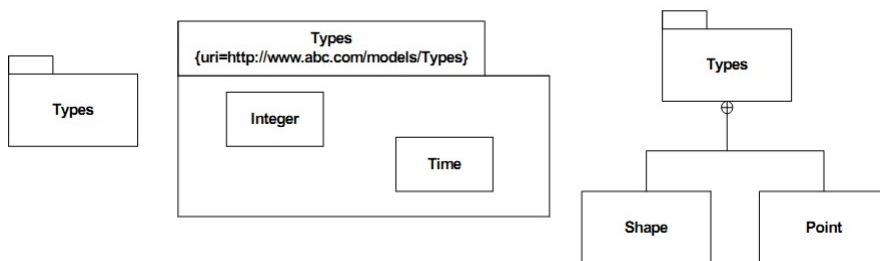 Types
Types
{uri=http://www.abc.com/models/Types}
Integer
Time
Types
Shape
Point